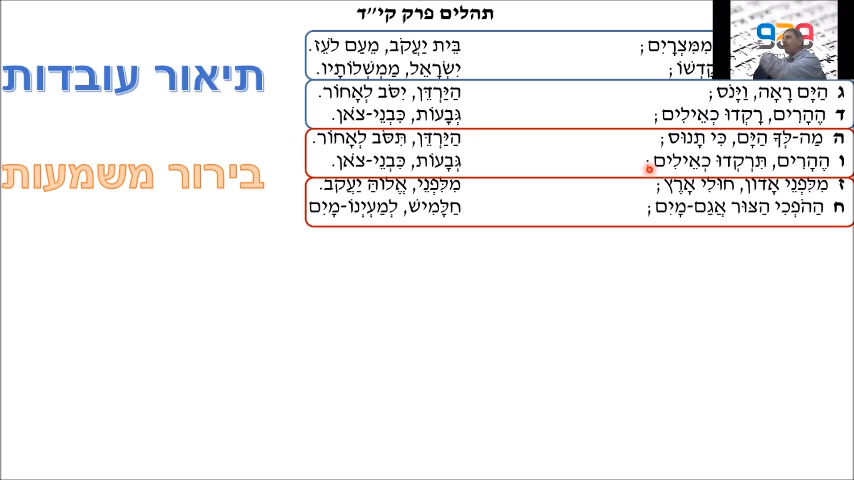 תהלים פרק קי״ד
מִמִּצְרָיִם; בֵּית יַעֲקֹב, מֵעַם לֹעֵז.
קָדְשׁוֹ; יִשְׂרָאֵל, מַמְשְׁלוֹתָיו.
ג הַיָּם רָאָה, וַיָּנֹס; הַיַּרְדֵּן, יִסֹּב לְאָחוֹר.
ד הֶהָרִים, רָקְדוּ כְאֵילִים; גְּבָעוֹת, כִּבְנֵי-צֹאן.
ה מַה-לְּךָ הַיָּם, כִּי תָנוּס; הַיַּרְדֵּן, תִּסֹּב לְאָחוֹר.
ו הֶהָרִים, תִּרְקְדוּ כְאֵילִים; גְּבָעוֹת, כִּבְנֵי-צֹאן.
ז מִלִּפְנֵי אָדוֹן, חוּלִי אָרֶץ; מִלִּפְנֵי, אֱלוֹהַּ יַעֲקֹב.
ח הַהֹפְכִי הַצּוּר אֲגַם-מָיִם; חַלָּמִישׁ, לְמַעְיְנוֹ-מָיִם
תיאור עובדות
בירור משמעות
929